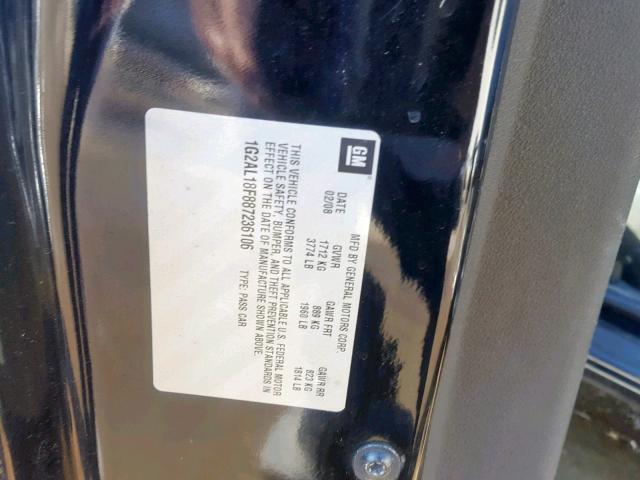 GM
MFD BY GENERAL MOTORS CORP.
DATE GVWR GAWR FRT GAWR RR
02/08 1712 KG 889 KG 823 KG
3774 LB 1960 LB 1814 LB
THIS VEHICLE CONFORMS TO ALL APPLICABLE U.S. FEDERAL MOTOR
VEHICLE SAFETY, BUMPER, AND THEFT PREVENTION STANDARDS IN
EFFECT ON THE DATE OF MANUFACTURE SHOWN ABOVE.
1G2AL18F887236106 TYPE: PASS CAR